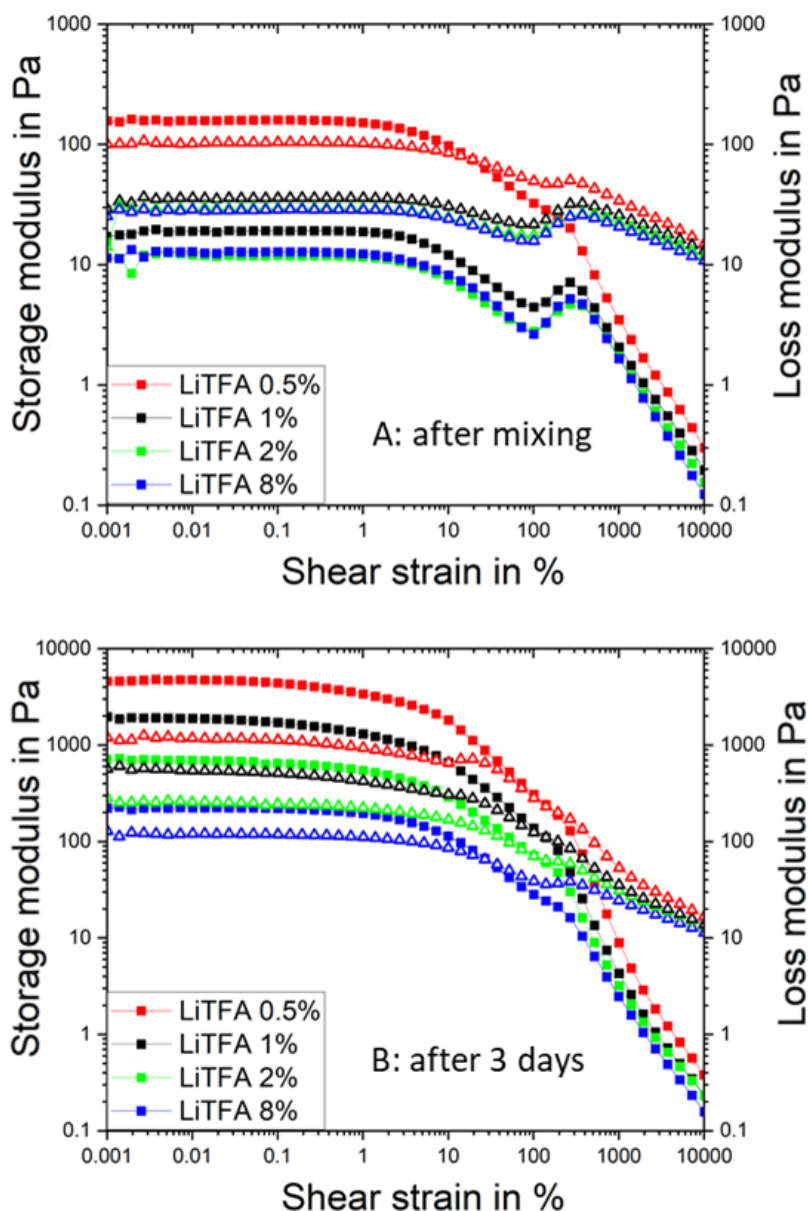 Storage modulus in Pa
1000
100
10
1
0.1
1000
100
10
1
0.1
Loss modulus in Pa
LiTFA 0.5%
LiTFA 1%
LiTFA 2%
LiTFA 8%
A: after mixing
0.001 0.01 0.1 1 10 100 1000 10000
Shear strain in %
Storage modulus in Pa
10000
1000
100
10
1
0.1
10000
1000
100
10
1
0.1
Loss modulus in Pa
LiTFA 0.5%
LiTFA 1%
LiTFA 2%
LiTFA 8%
B: after 3 days
0.001 0.01 0.1 1 10 100 1000 10000
Shear strain in %